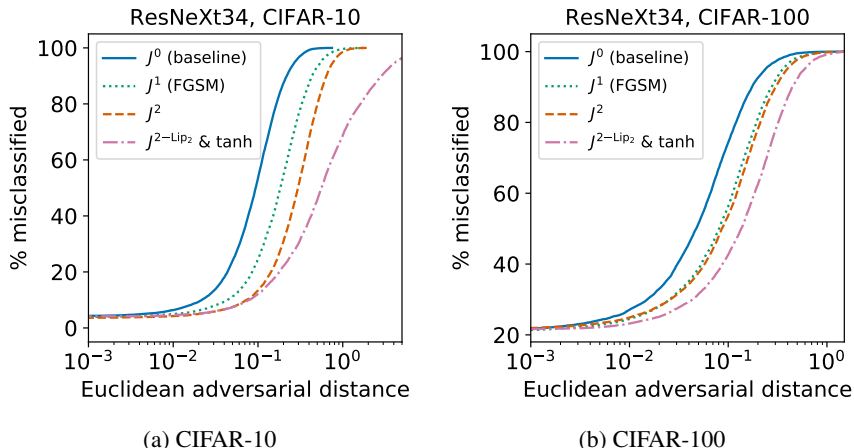 ResNeXt34, CIFAR-10
100
80
60
40
20
0
% misclassified
J⁰ (baseline)
J¹ (FGSM)
J²
J²⁻ᴸⁱᵖ₂ & tanh
10⁻³ 10⁻² 10⁻¹ 10⁰
Euclidean adversarial distance
(a) CIFAR-10
ResNeXt34, CIFAR-100
100
80
60
40
20
% misclassified
J⁰ (baseline)
J¹ (FGSM)
J²
J²⁻ᴸⁱᵖ₂ & tanh
10⁻³ 10⁻² 10⁻¹ 10⁰
Euclidean adversarial distance
(b) CIFAR-100